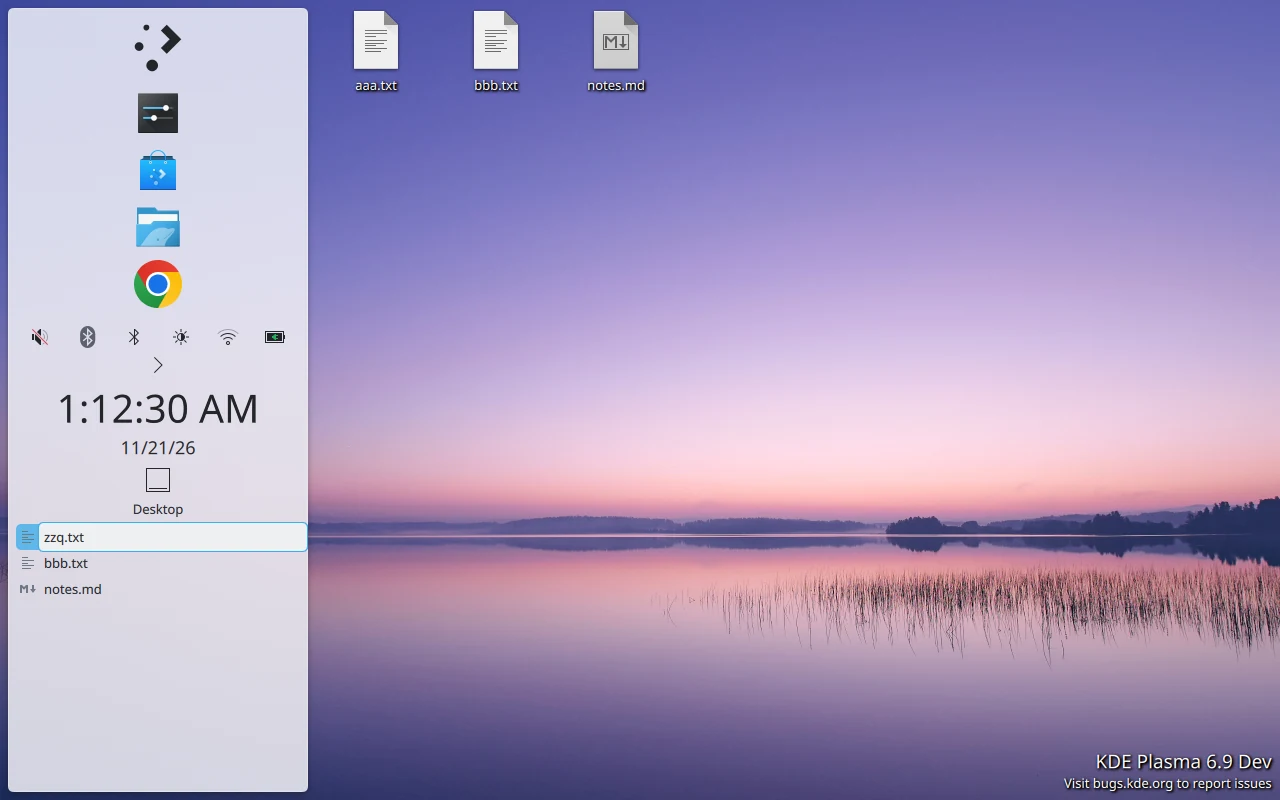 aaa.txt
bbb.txt
notes.md
1:12:30 AM
11/21/26
Desktop
zzq.txt
bbb.txt
notes.md
KDE Plasma 6.9 Dev
Visit bugs.kde.org to report issues